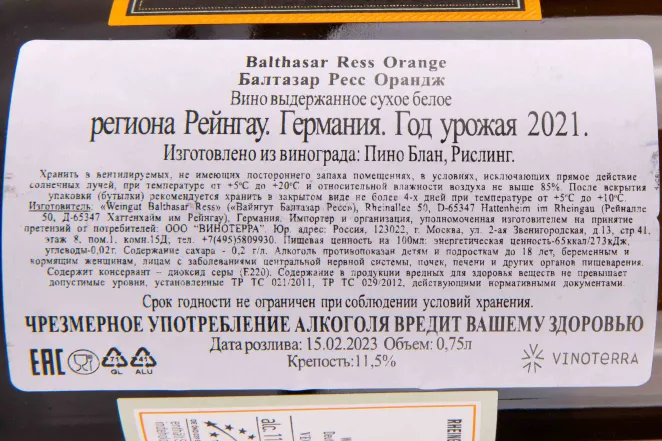 Balthasar Ress Orange
Балтазар Ресс Орандж
Вино выдержанное сухое белое
региона Рейнгау. Германия. Год урожая 2021.
Изготовлено из винограда: Пино Блан, Рислинг.
Хранить в вентилируемых, не имеющих постороннего запаха помещениях, в условиях, исключающих прямое действие
солнечных лучей, при температуре от +5°C до +20°C и относительной влажности воздуха не выше 85%. После вскрытия
упаковки (бутылки) рекомендуется хранить в закрытом виде не более 4-х дней при температуре от +5°C до +10°C.
Изготовитель: «Weingut Balthasar Ress» («Вайнгут Балтазар Ресс»), Rheinallee 50, D-65347 Hattenheim im Rheingau (Рейналле
50, Д-65347 Хаттенхайм им Рейнгау), Германия. Импортер и организация, уполномоченная изготовителем на принятие
претензий от потребителей: ООО "ВИНОТЕРРА". Юр. адрес: Россия, 123022, г. Москва, ул. 2-ая Звенигородская, д.13, стр.41,
этаж 8, пом.1, комн.15Д, тел. +7(495)5809930. Пищевая ценность на 100мл: энергетическая ценность-65ккал/273кДж,
углеводы-0,02г. Содержание сахара - 0,2 г/л. Алкоголь противопоказан детям и подросткам до 18 лет, беременным и
кормящим женщинам, лицам с заболеваниями центральной нервной системы, почек, печени и других органов пищеварения.
Содержит консервант – диоксид серы (Е220). Содержание в продукции вредных для здоровья веществ не превышает
допустимые уровни, установленные ТР ТС 021/2011, ТР ТС 029/2012, действующими нормативными документами.
Срок годности не ограничен при соблюдении условий хранения.
ЧРЕЗМЕРНОЕ УПОТРЕБЛЕНИЕ АЛКОГОЛЯ ВРЕДИТ ВАШЕМУ ЗДОРОВЬЮ
Дата розлива: 15.02.2023 Объем: 0,75л
Крепость:11,5%
EAC 71 GL 41 ALU
VINOTERRA
alc.11
RHEINE